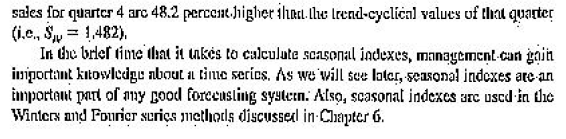 sales for quarter 4 are 48.2 percent higher than the trend-cyclical values of that quarter
(i.e., S_IV = 1,482).
In the brief time that it takes to calculate seasonal indexes, management can gain
important knowledge about a time series. As we will see later, seasonal indexes are an
important part of any good forecasting system. Also, seasonal indexes are used in the
Winters and Fourier series methods discussed in Chapter 6.